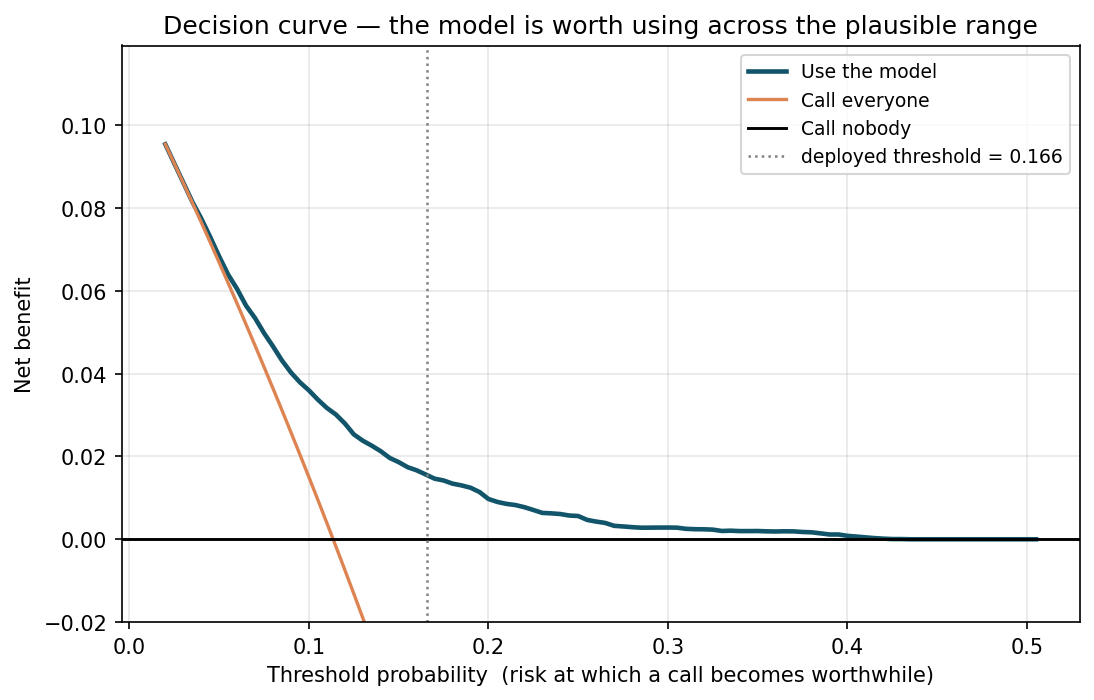 Decision curve — the model is worth using across the plausible range
Use the model
Call everyone
Call nobody
deployed threshold = 0.166
Net benefit
0.10
0.08
0.06
0.04
0.02
0.00
−0.02
0.0 0.1 0.2 0.3 0.4 0.5
Threshold probability  (risk at which a call becomes worthwhile)